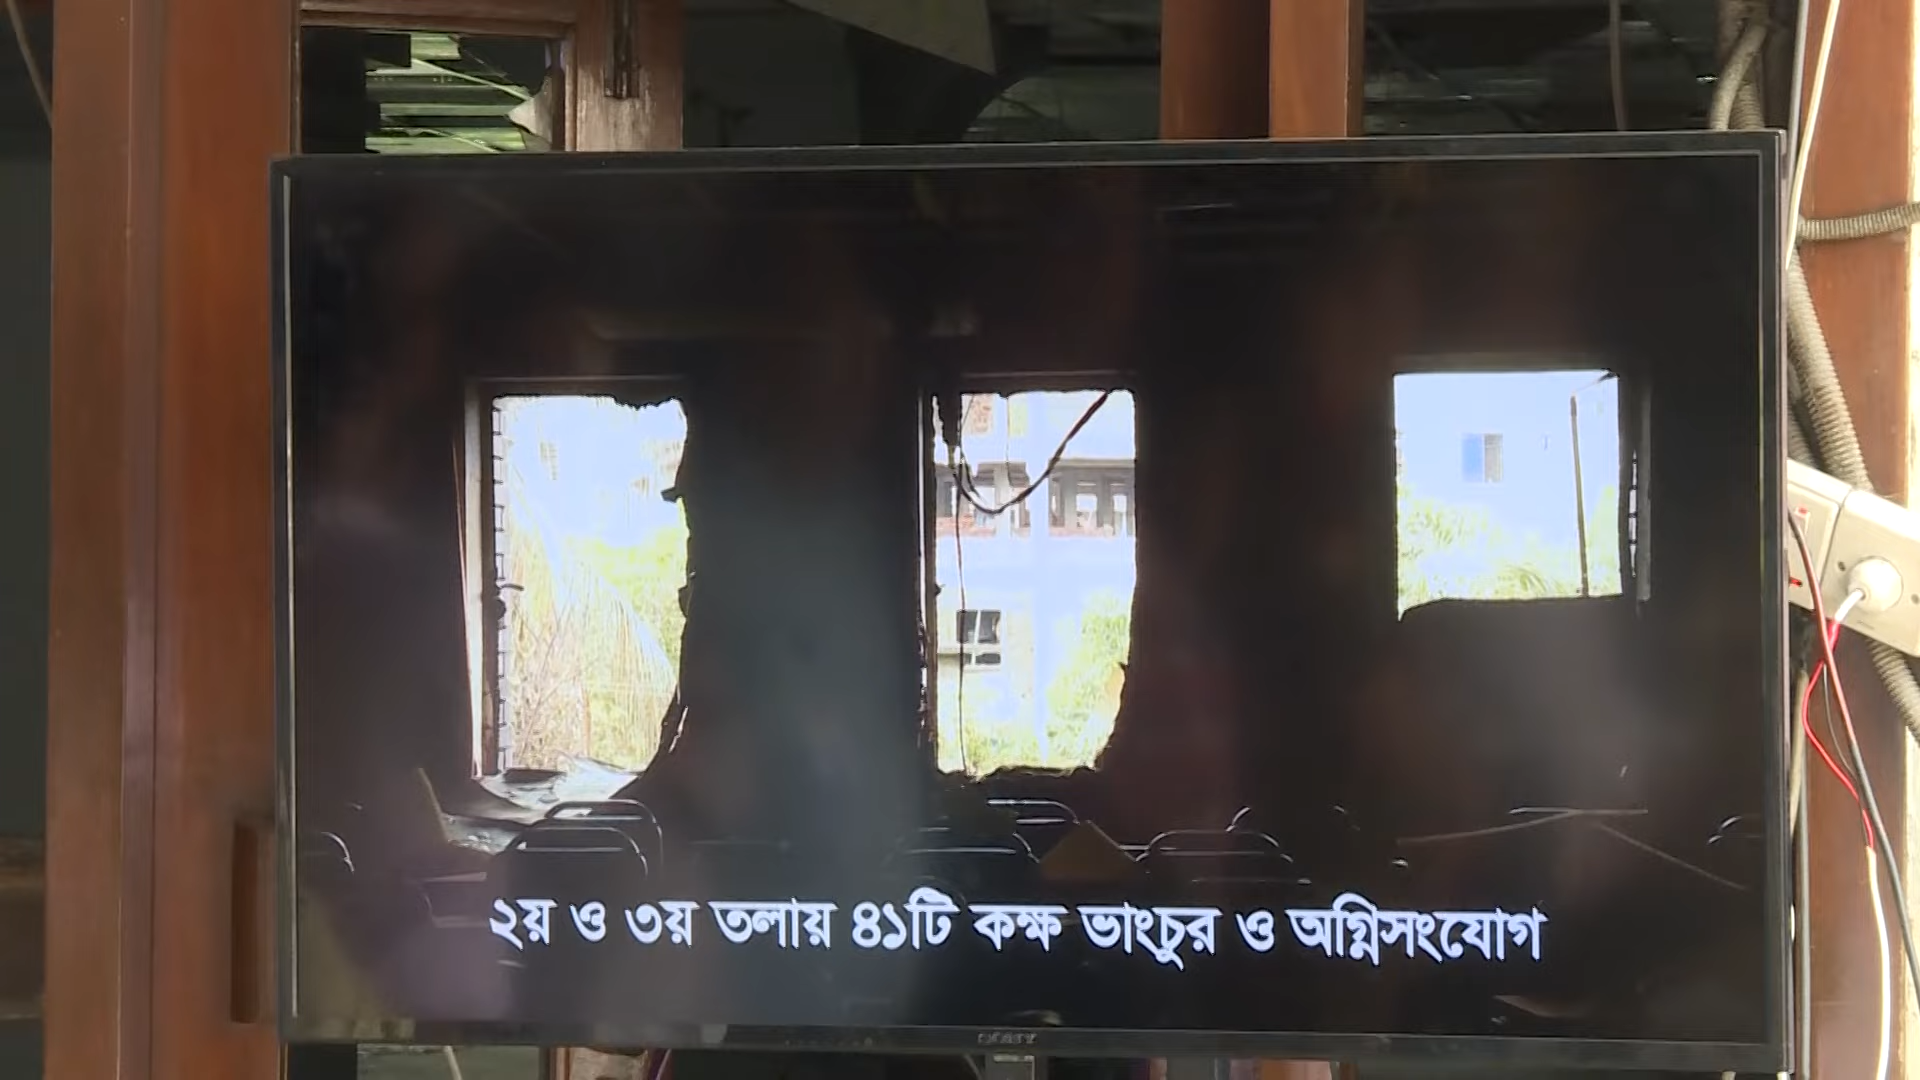 ২য় ও ৩য় তলায় ৪১টি কক্ষ ভাংচুর ও অগ্নিসংযোগ